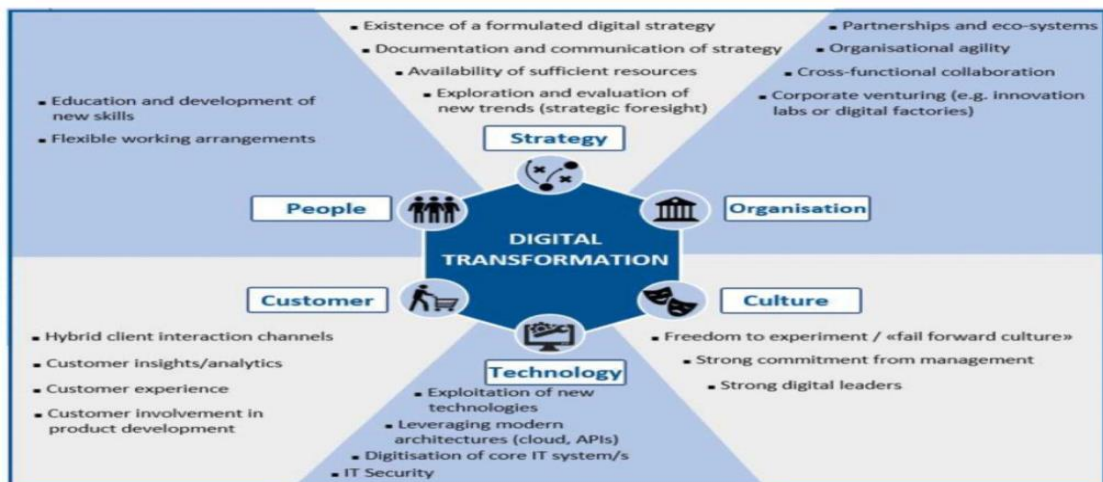 ▪ Existence of a formulated digital strategy
▪ Documentation and communication of strategy
▪ Availability of sufficient resources
▪ Exploration and evaluation of
new trends (strategic foresight)
Strategy
▪ Partnerships and eco-systems
▪ Organisational agility
▪ Cross-functional collaboration
▪ Corporate venturing (e.g. innovation
labs or digital factories)
Organisation
▪ Education and development of
new skills
▪ Flexible working arrangements
People
DIGITAL
TRANSFORMATION
Customer
▪ Hybrid client interaction channels
▪ Customer insights/analytics
▪ Customer experience
▪ Customer involvement in
product development
Technology
▪ Exploitation of new
technologies
▪ Leveraging modern
architectures (cloud, APIs)
▪ Digitisation of core IT system/s
▪ IT Security
Culture
▪ Freedom to experiment / «fail forward culture»
▪ Strong commitment from management
▪ Strong digital leaders